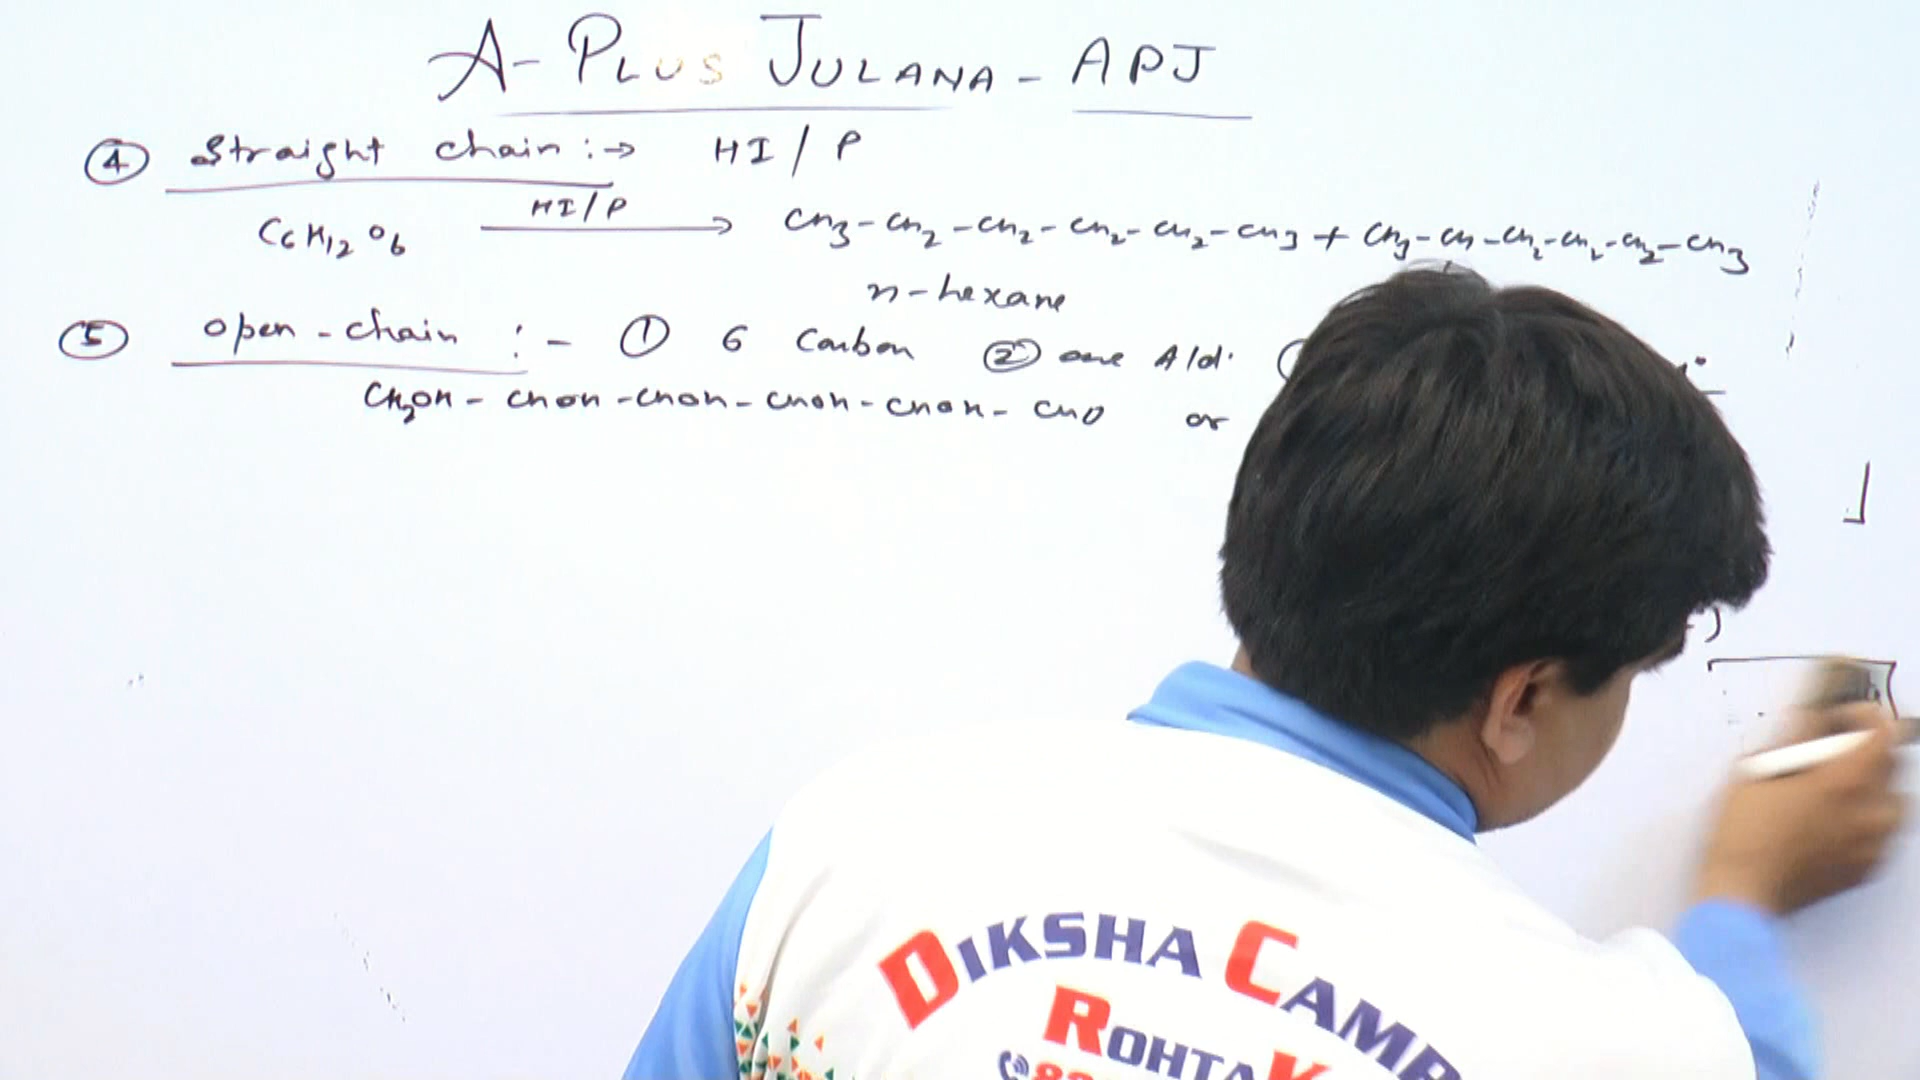 A- PLUS JULANA - APJ
④ Straight chain :→ HI / P
C6H12O6 HI/P → CH3-CH2-CH2-CH2-CH2-CH3 + CH3-CH-CH2-CH2-CH2-CH3
n-hexane
⑤ open-chain :- ① 6 Carbon ② one Ald.
CH2OH - CHOH - CHOH - CHOH - CHOH - CHO or
DIKSHA
ROHTAK